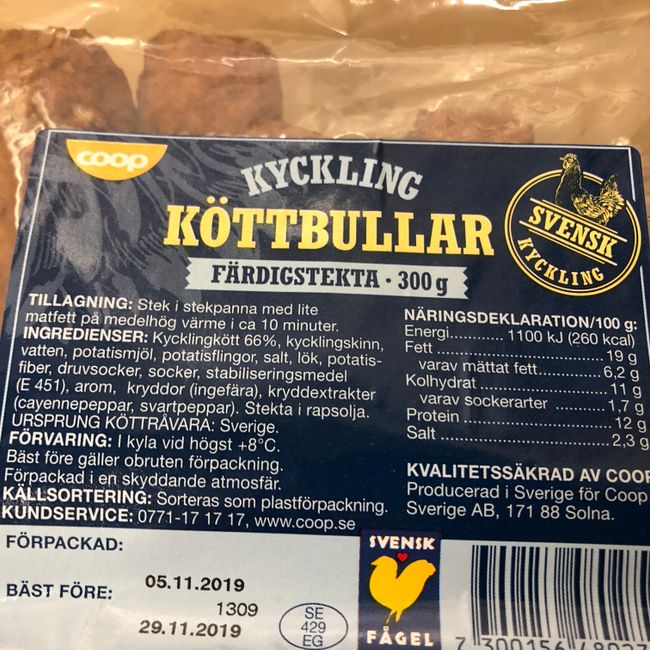 coop
KYCKLING
KÖTTBULLAR
FÄRDIGSTEKTA · 300 g
SVENSK
KYCKLING
TILLAGNING: Stek i stekpanna med lite
matfett på medelhög värme i ca 10 minuter.
INGREDIENSER: Kycklingkött 66%, kycklingskinn,
vatten, potatismjöl, potatisflingor, salt, lök, potatis-
fiber, druvsocker, socker, stabiliseringsmedel
(E 451), arom, kryddor (ingefära), kryddextrakter
(cayennepeppar, svartpeppar). Stekta i rapsolja.
URSPRUNG KÖTTRÅVARA: Sverige.
FÖRVARING: I kyla vid högst +8°C.
Bäst före gäller obruten förpackning.
Förpackad i en skyddande atmosfär.
KÄLLSORTERING: Sorteras som plastförpackning.
KUNDSERVICE: 0771-17 17 17, www.coop.se
NÄRINGSDEKLARATION/100 g:
Energi.......... 1100 kJ (260 kcal)
Fett ................................ 19 g
varav mättat fett ........ 6,2 g
Kolhydrat ........................ 11 g
varav sockerarter ........ 1,7 g
Protein ............................ 12 g
Salt ................................ 2,3 g
KVALITETSSÄKRAD AV COOP
Producerad i Sverige för Coop
Sverige AB, 171 88 Solna.
FÖRPACKAD:
05.11.2019
1309
BÄST FÖRE:
29.11.2019
SE
429
EG
SVENSK
FÅGEL
7 300156 48927